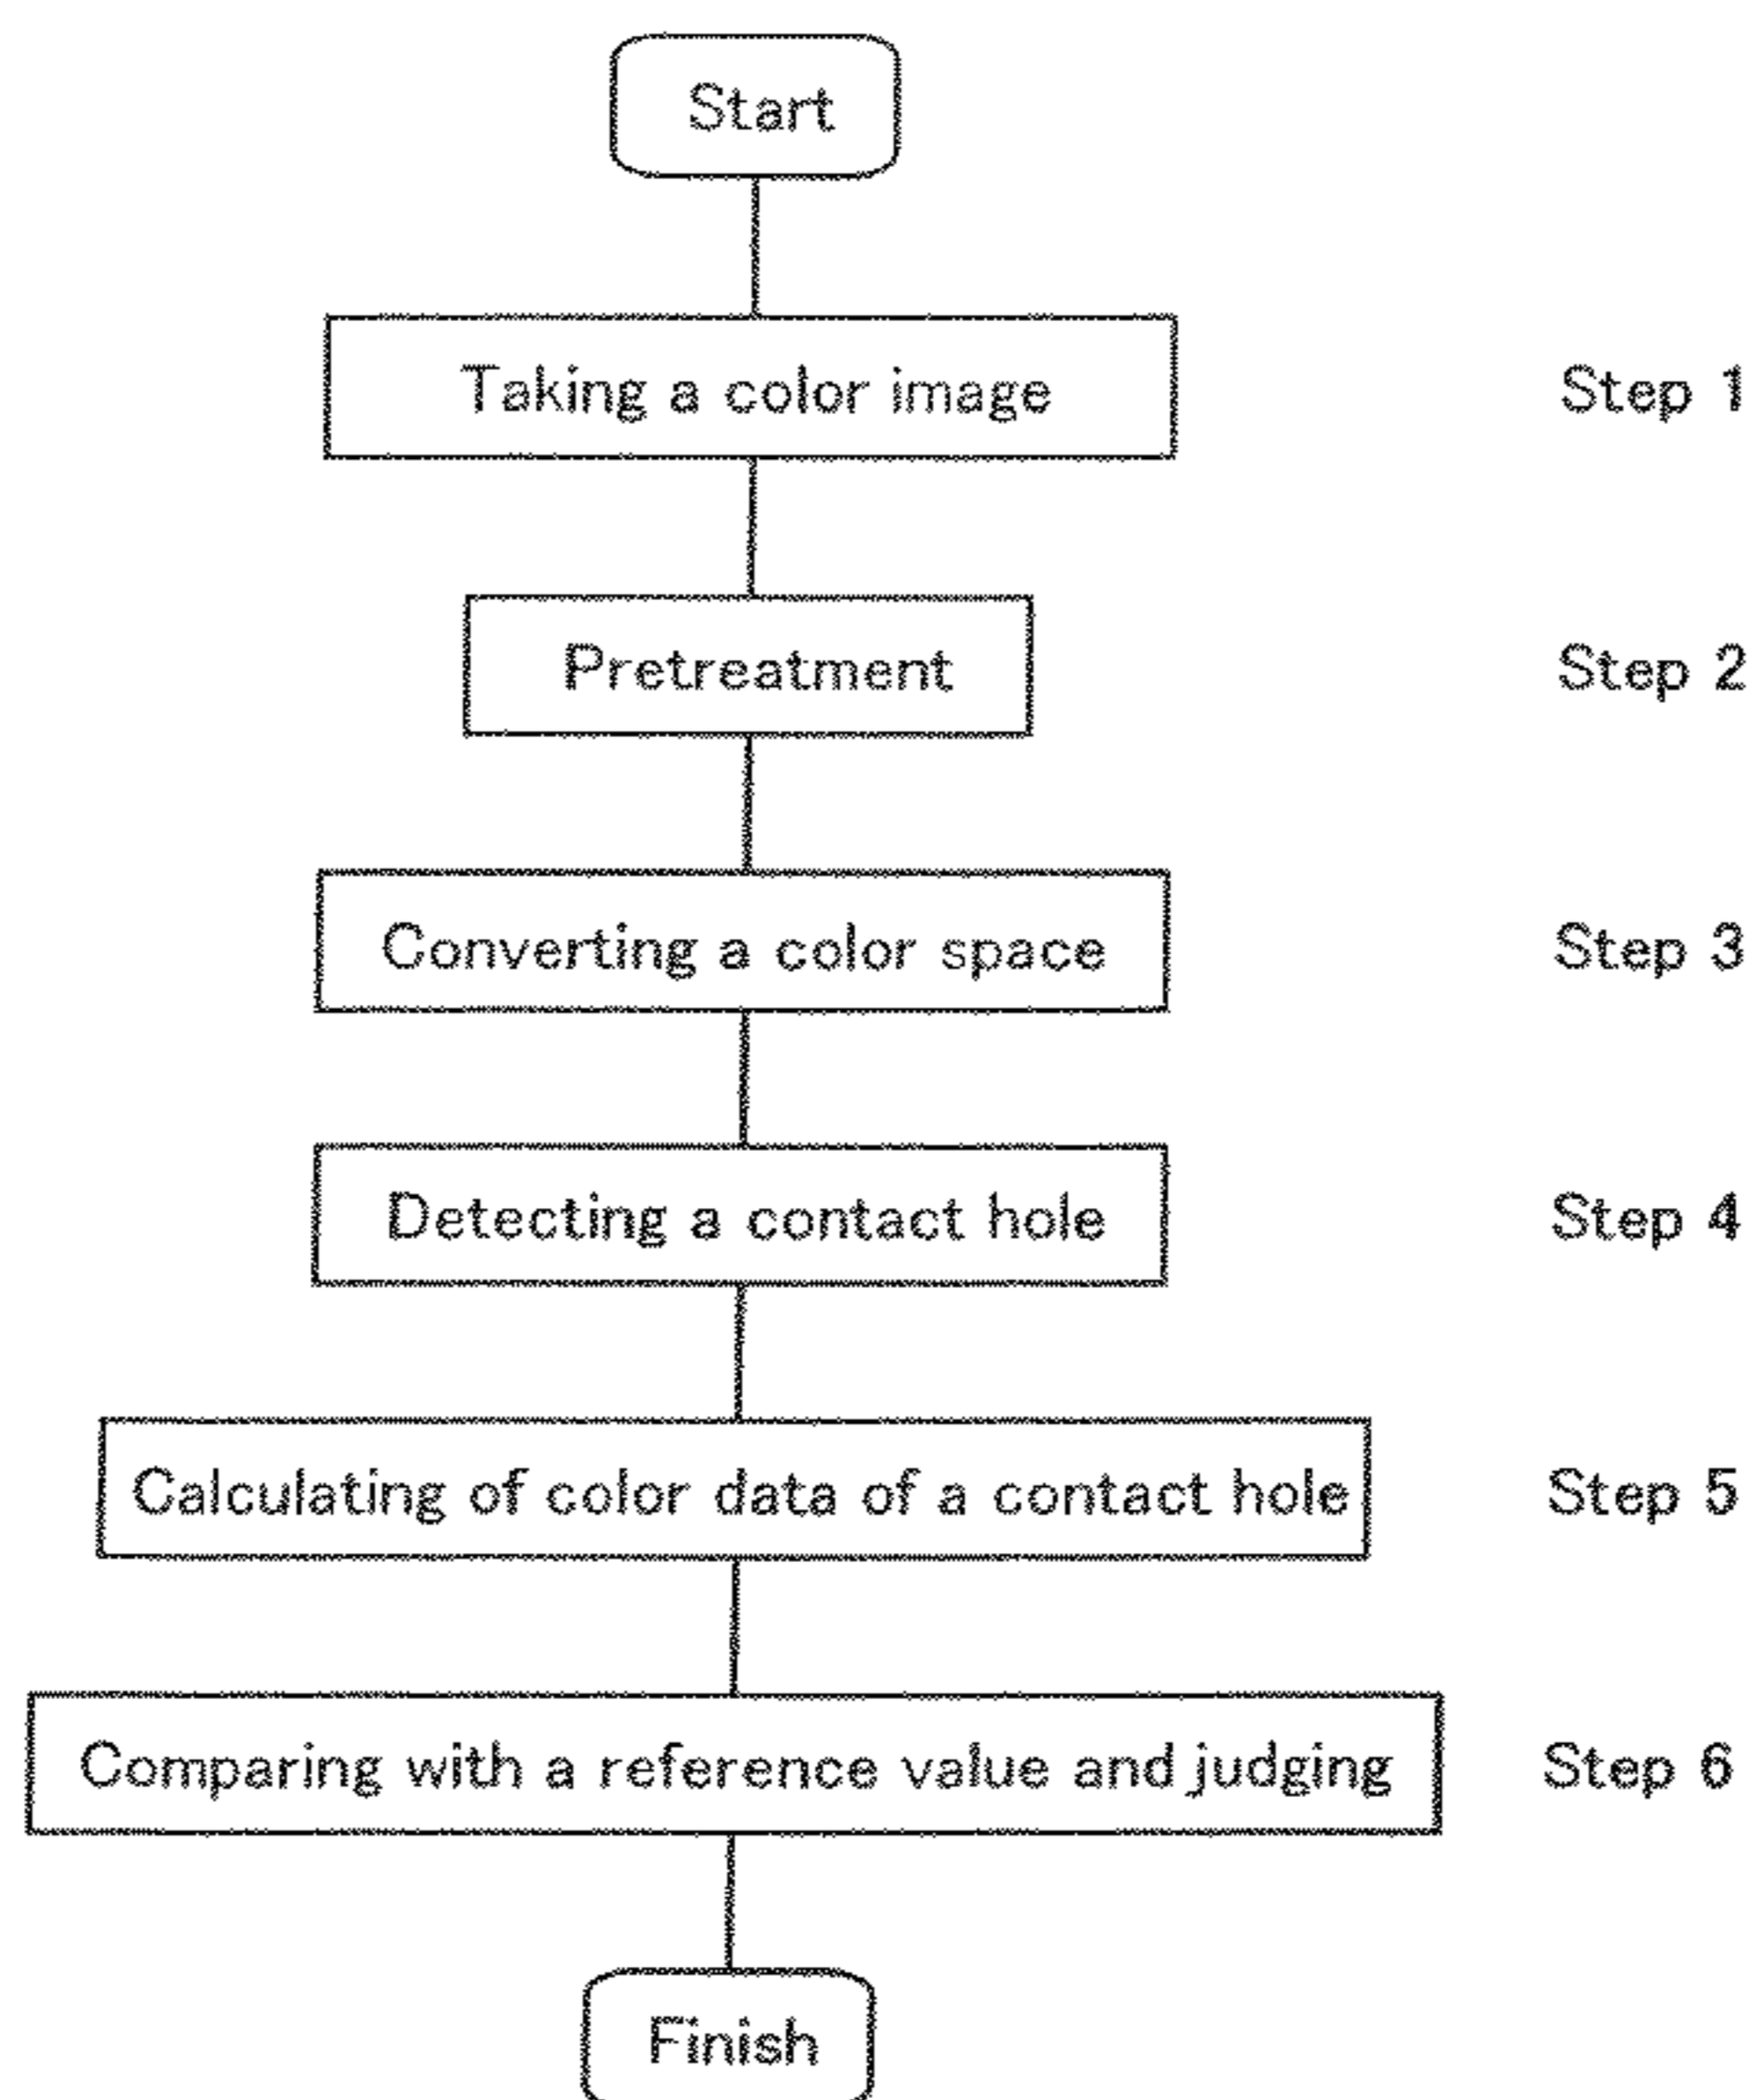 Start
Taking a color image Step 1
Pretreatment Step 2
Converting a color space Step 3
Detecting a contact hole Step 4
Calculating of color data of a contact hole Step 5
Comparing with a reference value and judging Step 6
Finish